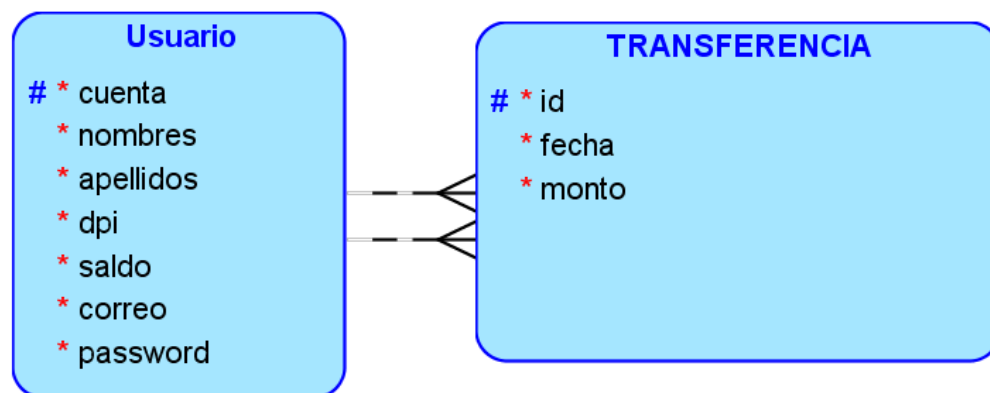 Usuario
# * cuenta
* nombres
* apellidos
* dpi
* saldo
* correo
* password
TRANSFERENCIA
# * id
* fecha
* monto